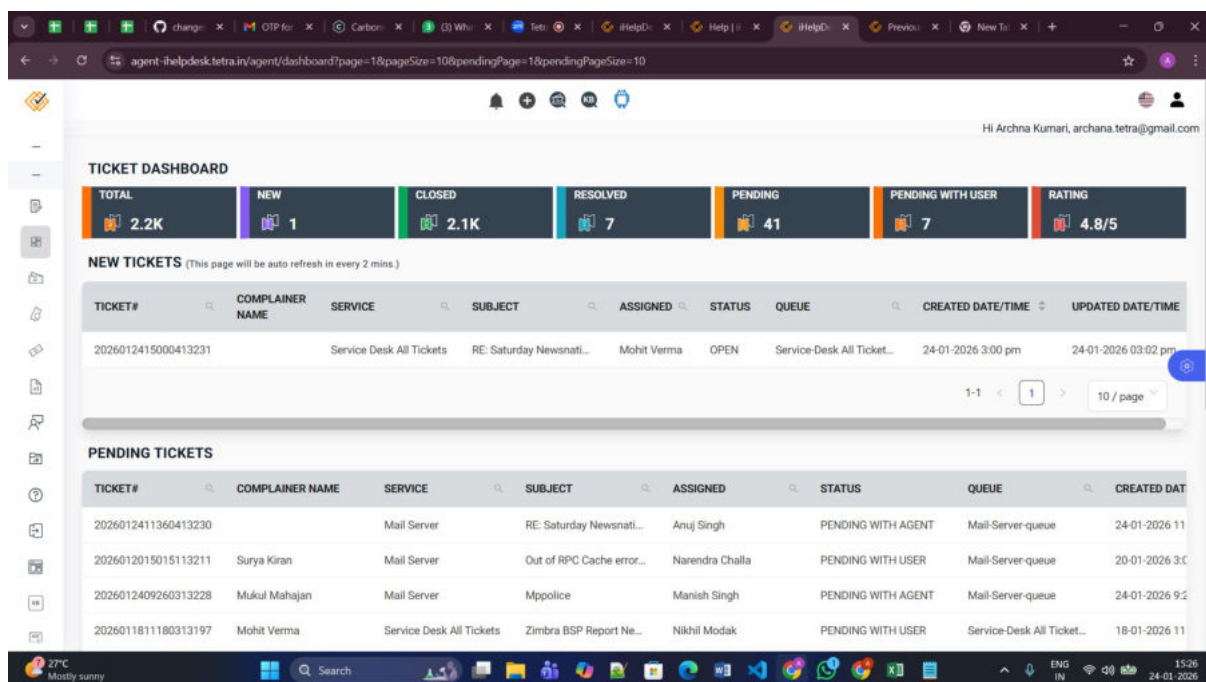 change
OTP for
Carbon
(3) Wh
Tetr
iHelpD
Help | i
iHelpD
Previou
New Ta
agent-ihelpdesk.tetra.in/agent/dashboard?page=1&pageSize=10&pendingPage=1&pendingPageSize=10
Hi Archna Kumari, archana.tetra@gmail.com
TICKET DASHBOARD
TOTAL NEW CLOSED RESOLVED PENDING PENDING WITH USER RATING
2.2K 1 2.1K 7 41 7 4.8/5
NEW TICKETS (This page will be auto refresh in every 2 mins.)
TICKET# COMPLAINER NAME SERVICE SUBJECT ASSIGNED STATUS QUEUE CREATED DATE/TIME UPDATED DATE/TIME
2026012415000413231 Service Desk All Tickets RE: Saturday Newsnati... Mohit Verma OPEN Service-Desk All Ticket... 24-01-2026 3:00 pm 24-01-2026 03:02 pm
1-1 < 1 > 10 / page
PENDING TICKETS
TICKET# COMPLAINER NAME SERVICE SUBJECT ASSIGNED STATUS QUEUE CREATED DAT
2026012411360413230 Mail Server RE: Saturday Newsnati... Anuj Singh PENDING WITH AGENT Mail-Server-queue 24-01-2026 11
2026012015015113211 Surya Kiran Mail Server Out of RPC Cache error... Narendra Challa PENDING WITH USER Mail-Server-queue 20-01-2026 3:0
2026012409260313228 Mukul Mahajan Mail Server Mppolice Manish Singh PENDING WITH AGENT Mail-Server-queue 24-01-2026 9:2
2026011811180313197 Mohit Verma Service Desk All Tickets Zimbra BSP Report Ne... Nikhil Modak PENDING WITH USER Service-Desk All Ticket... 18-01-2026 11
27°C
Mostly sunny
Search
ENG
IN
15:26
24-01-2026